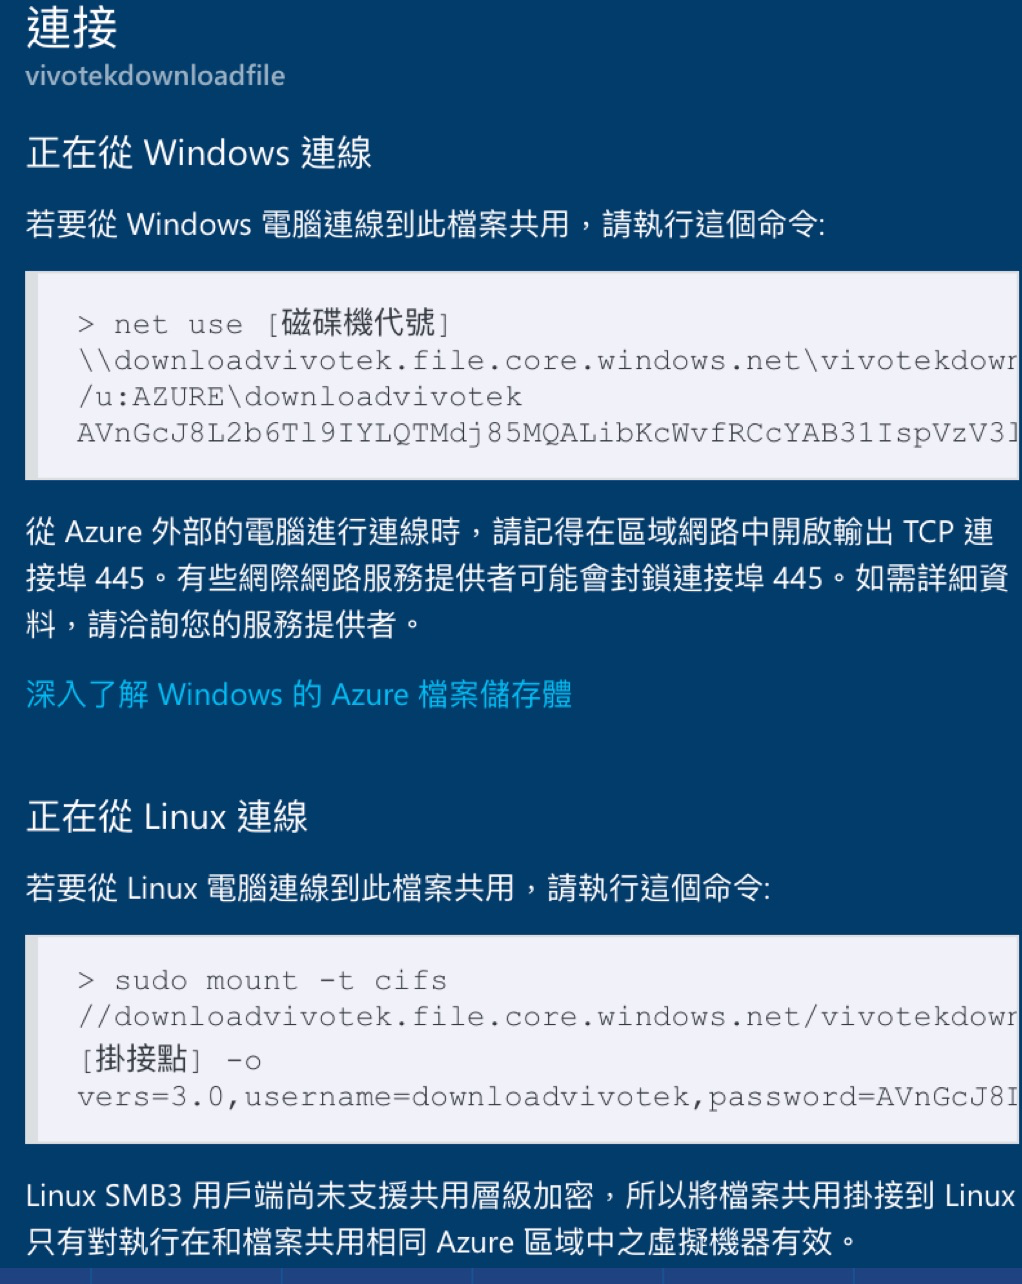 連接
vivotekdownloadfile
正在從 Windows 連線
若要從 Windows 電腦連線到此檔案共用，請執行這個命令:
> net use [磁碟機代號]
\\downloadvivotek.file.core.windows.net\vivotekdown
/u:AZURE\downloadvivotek
AVnGcJ8L2b6Tl9IYLQTMdj85MQALibKcWvfRCcYAB31IspVzV3l
從 Azure 外部的電腦進行連線時，請記得在區域網路中開啟輸出 TCP 連
接埠 445。有些網際網路服務提供者可能會封鎖連接埠 445。如需詳細資
料，請洽詢您的服務提供者。
深入了解 Windows 的 Azure 檔案儲存體
正在從 Linux 連線
若要從 Linux 電腦連線到此檔案共用，請執行這個命令:
> sudo mount -t cifs
//downloadvivotek.file.core.windows.net/vivotekdown
[掛接點] -o
vers=3.0,username=downloadvivotek,password=AVnGcJ8L
Linux SMB3 用戶端尚未支援共用層級加密，所以將檔案共用掛接到 Linux
只有對執行在和檔案共用相同 Azure 區域中之虛擬機器有效。